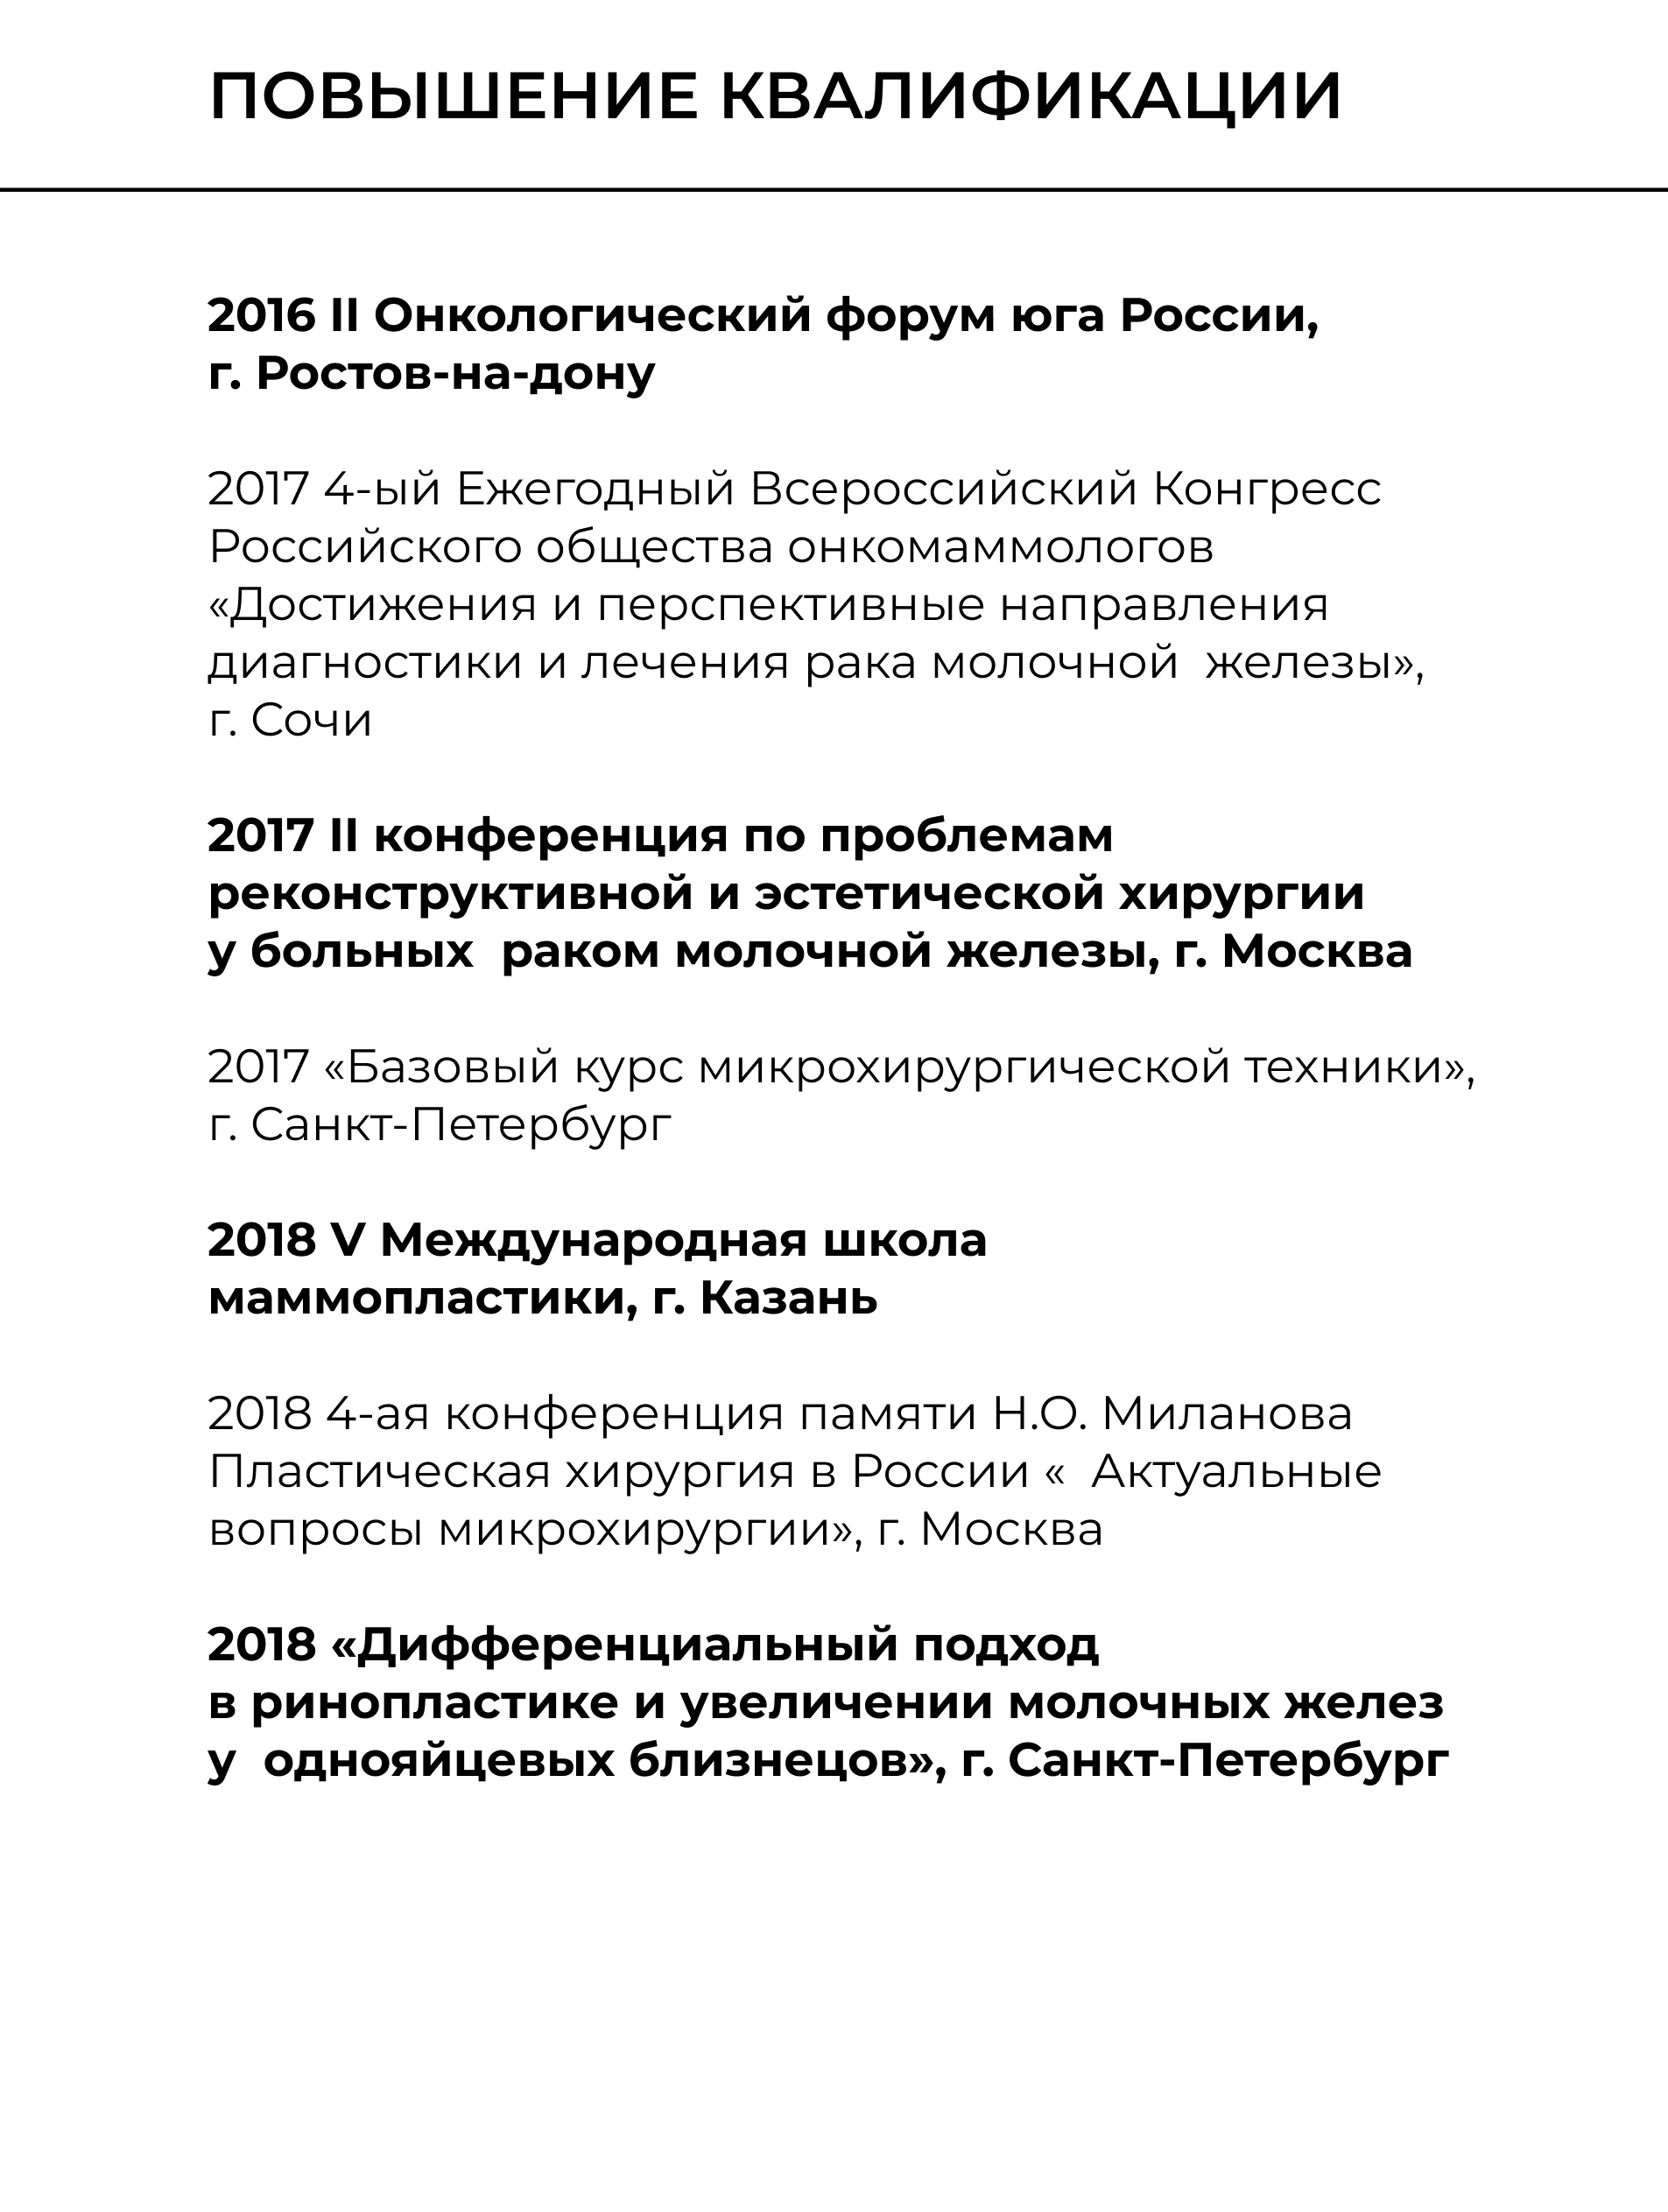 ПОВЫШЕНИЕ КВАЛИФИКАЦИИ
2016 II Онкологический форум юга России,
г. Ростов-на-дону
2017 4-ый Ежегодный Всероссийский Конгресс
Российского общества онкомаммологов
«Достижения и перспективные направления
диагностики и лечения рака молочной  железы»,
г. Сочи
2017 II конференция по проблемам
реконструктивной и эстетической хирургии
у больных  раком молочной железы, г. Москва
2017 «Базовый курс микрохирургической техники»,
г. Санкт-Петербург
2018 V Международная школа
маммопластики, г. Казань
2018 4-ая конференция памяти Н.О. Миланова
Пластическая хирургия в России «  Актуальные
вопросы микрохирургии», г. Москва
2018 «Дифференциальный подход
в ринопластике и увеличении молочных желез
у  однояйцевых близнецов», г. Санкт-Петербург